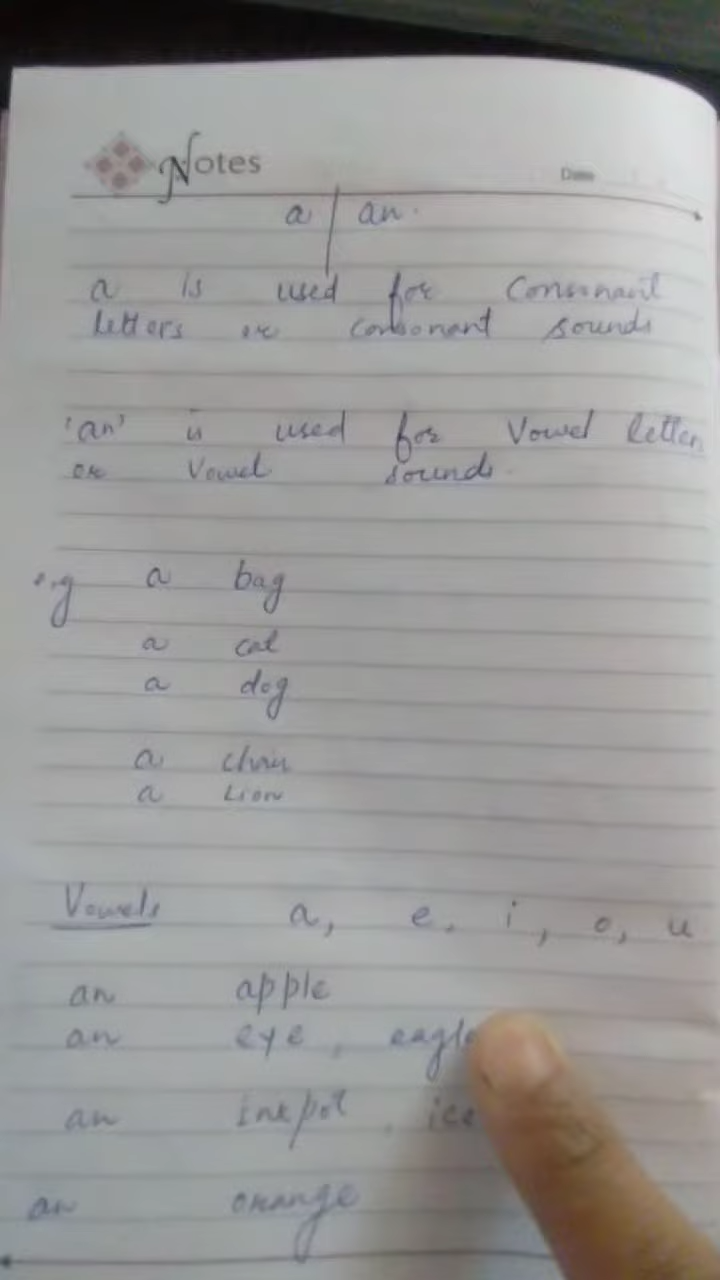 Notes
Date
a | an.
a is used for consonant
letters or consonant sounds
'an' is used for Vowel letters
or Vowel sounds.
e.g a bag
a cat
a dog
a chair
a Lion
Vowels a, e, i, o, u
an apple
an eye, eagle
an inkpot, ice
an orange